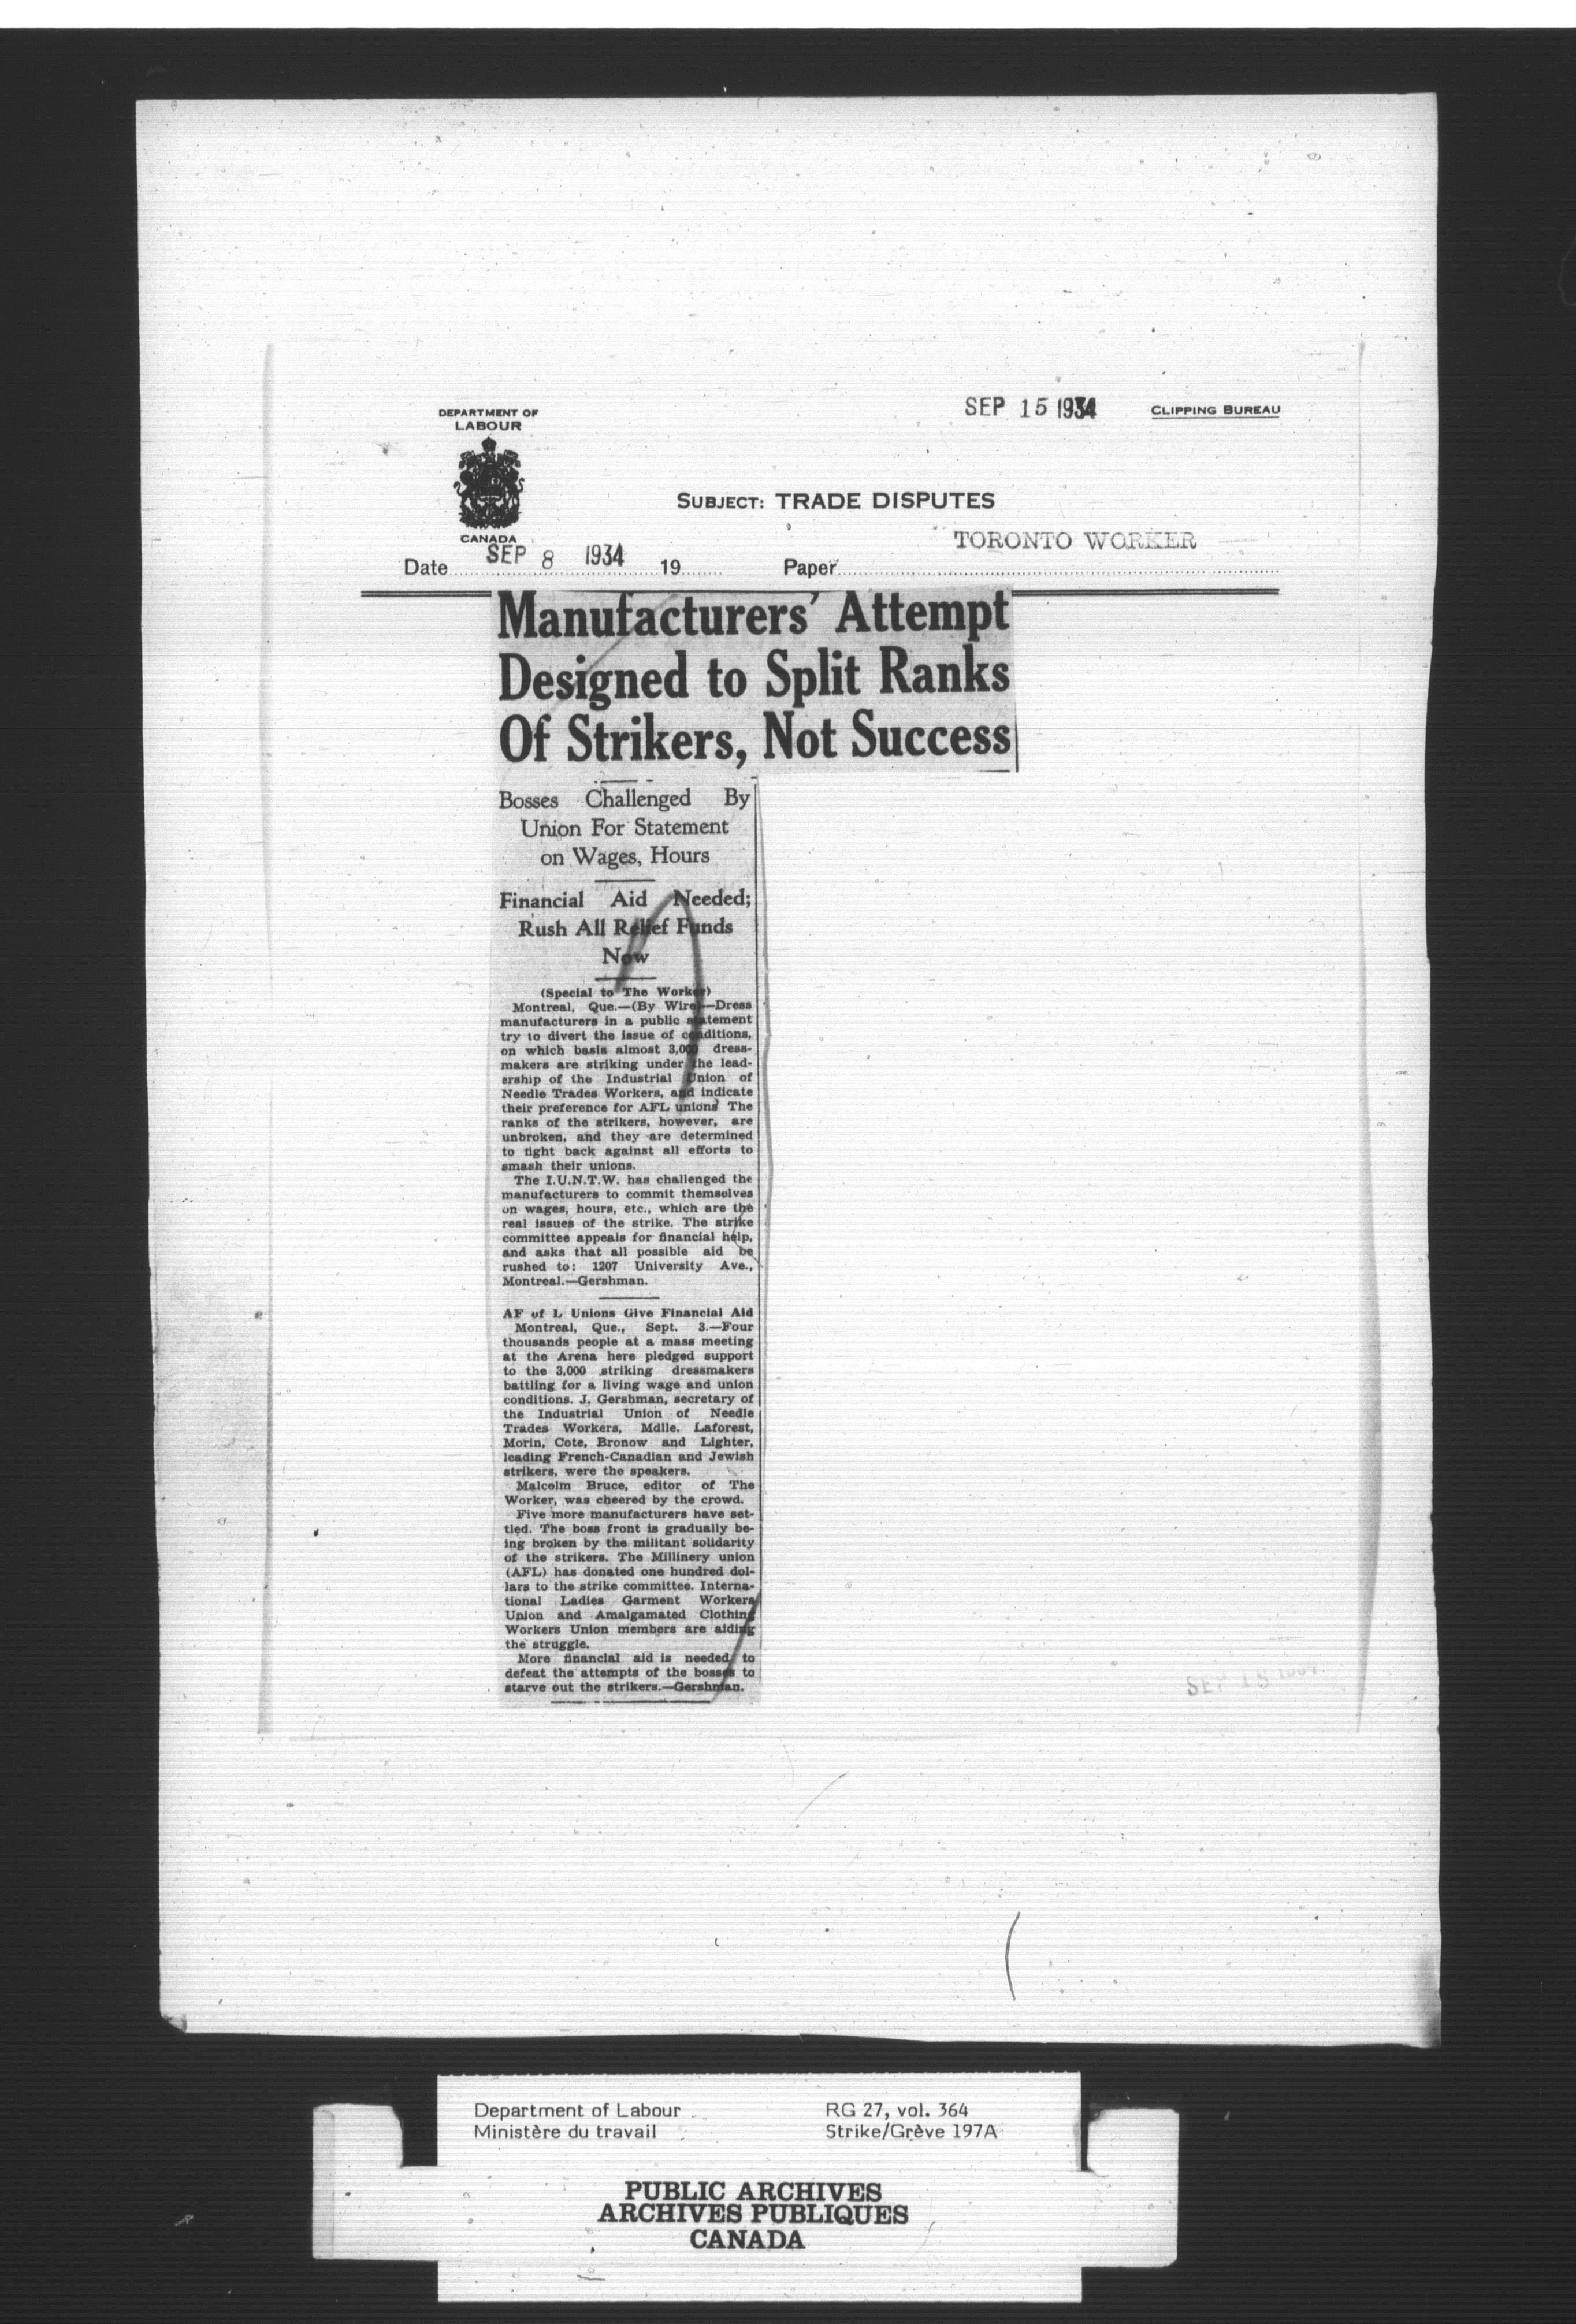 DEPARTMENT OF
LABOUR
CANADA
SEP 15 1934
CLIPPING BUREAU
SUBJECT: TRADE DISPUTES
TORONTO WORKER
Date SEP 8 1934 19 Paper
Manufacturers' Attempt
Designed to Split Ranks
Of Strikers, Not Success
Bosses Challenged By
Union For Statement
on Wages, Hours
Financial Aid Needed;
Rush All Relief Funds
Now
(Special to The Worker)
Montreal, Que.—(By Wire)—Dress
manufacturers in a public statement
try to divert the issue of conditions,
on which basis almost 3,000 dress-
makers are striking under the lead-
ership of the Industrial Union of
Needle Trades Workers, and indicate
their preference for AFL unions The
ranks of the strikers, however, are
unbroken, and they are determined
to fight back against all efforts to
smash their unions.
The I.U.N.T.W. has challenged the
manufacturers to commit themselves
on wages, hours, etc., which are the
real issues of the strike. The strike
committee appeals for financial help,
and asks that all possible aid be
rushed to: 1207 University Ave.,
Montreal.—Gershman.
AF of L Unions Give Financial Aid
Montreal, Que., Sept. 3.—Four
thousands people at a mass meeting
at the Arena here pledged support
to the 3,000 striking dressmakers
battling for a living wage and union
conditions. J. Gershman, secretary of
the Industrial Union of Needle
Trades Workers, Mdlle. Laforest,
Morin, Cote, Bronow and Lighter,
leading French-Canadian and Jewish
strikers, were the speakers.
Malcolm Bruce, editor of The
Worker, was cheered by the crowd.
Five more manufacturers have set-
tled. The boss front is gradually be-
ing broken by the militant solidarity
of the strikers. The Millinery union
(AFL) has donated one hundred dol-
lars to the strike committee. Interna-
tional Ladies Garment Workers
Union and Amalgamated Clothing
Workers Union members are aiding
the struggle.
More financial aid is needed to
defeat the attempts of the bosses to
starve out the strikers.—Gershman.
SEP 18
Department of Labour
Ministère du travail
RG 27, vol. 364
Strike/Grève 197A
PUBLIC ARCHIVES
ARCHIVES PUBLIQUES
CANADA